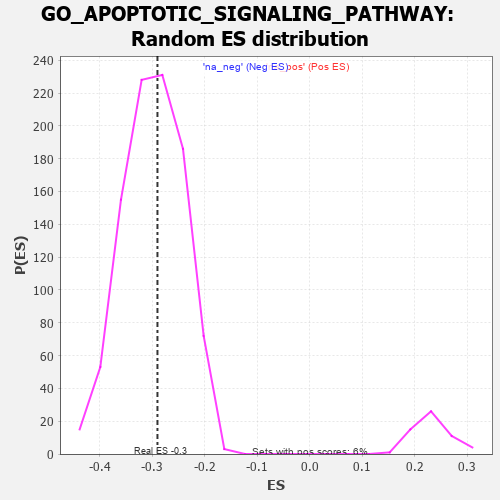 GO_APOPTOTIC_SIGNALING_PATHWAY:
Random ES distribution
'na_neg' (Neg ES) pos' (Pos ES)
240
220
200
180
160
140
120
100
80
60
40
20
0
P(ES)
Real ES -0.3
Sets with pos scores: 6%
-0.4 -0.3 -0.2 -0.1 0.0 0.1 0.2 0.3
ES